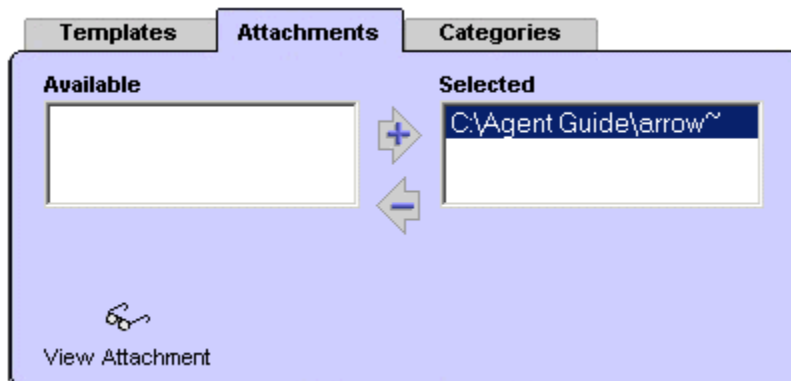 Templates Attachments Categories
Available Selected
C:\Agent Guide\arrow~
View Attachment